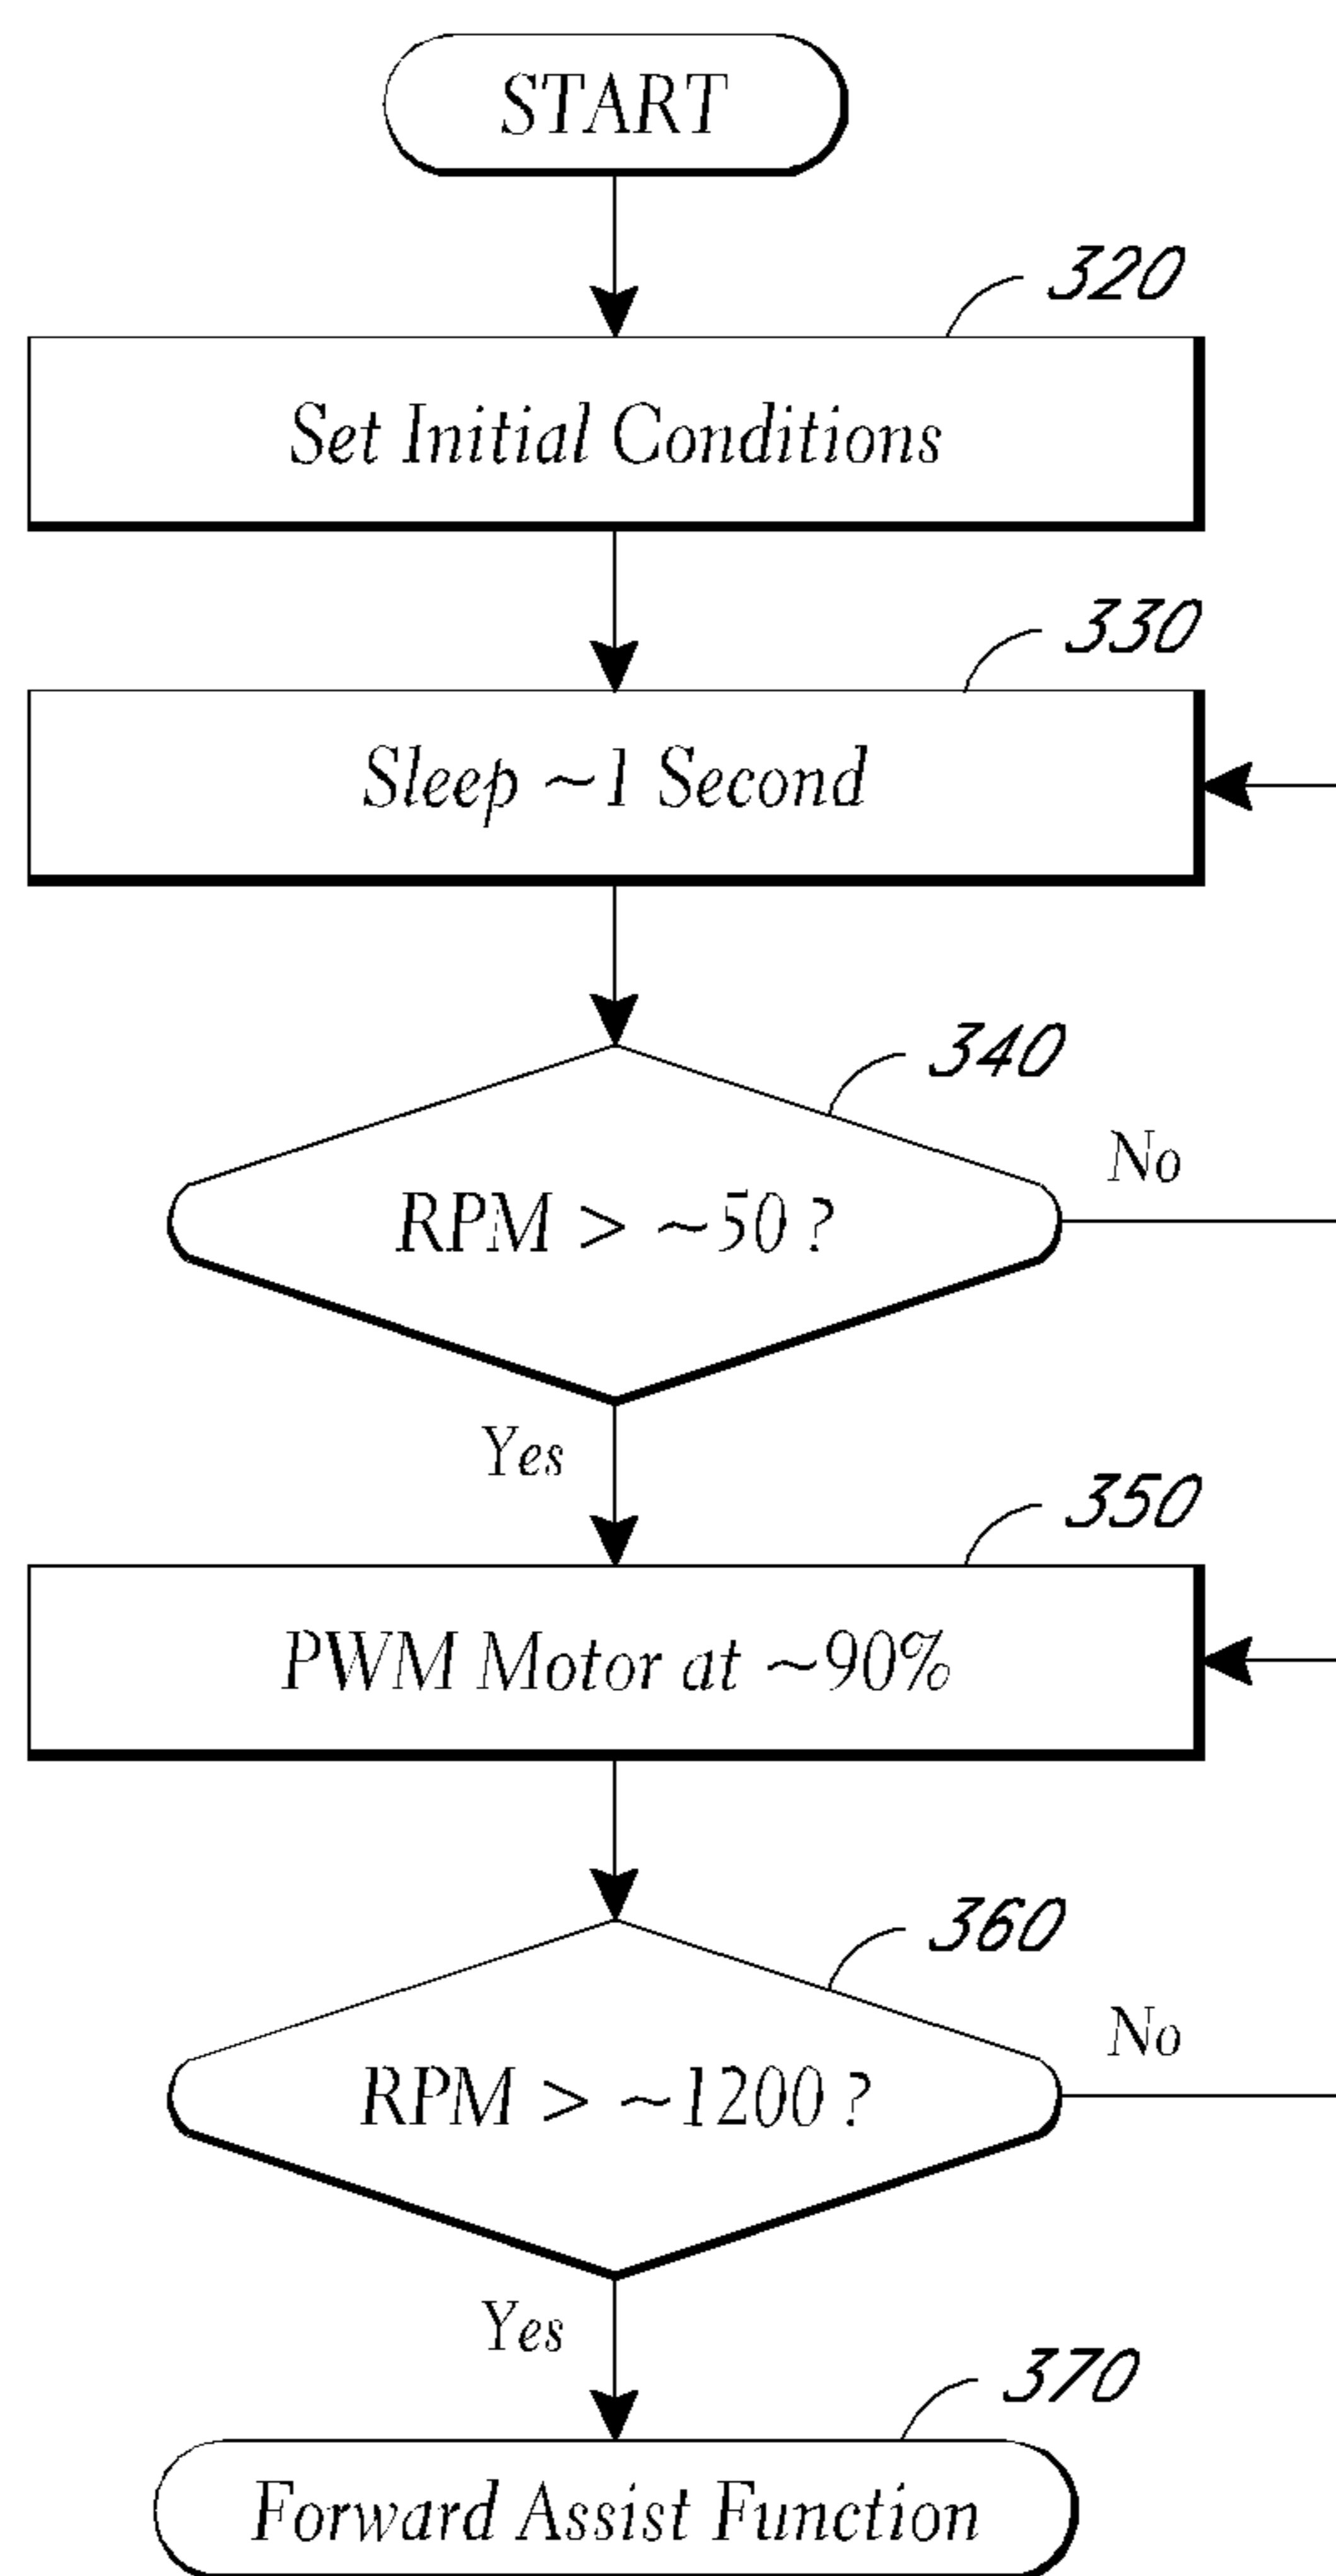 START
320
Set Initial Conditions
330
Sleep ~1 Second
340
No
RPM > ~50 ?
Yes
350
PWM Motor at ~90%
360
No
RPM > ~1200 ?
Yes
370
Forward Assist Function